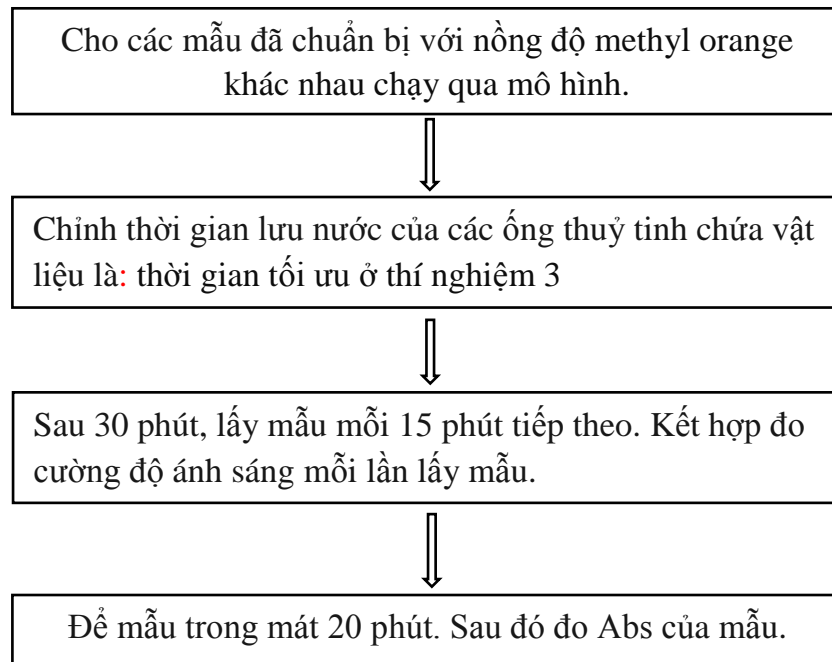 Cho các mẫu đã chuẩn bị với nồng độ methyl orange
khác nhau chạy qua mô hình.
Chỉnh thời gian lưu nước của các ống thuỷ tinh chứa vật
liệu là: thời gian tối ưu ở thí nghiệm 3
Sau 30 phút, lấy mẫu mỗi 15 phút tiếp theo. Kết hợp đo
cường độ ánh sáng mỗi lần lấy mẫu.
Để mẫu trong mát 20 phút. Sau đó đo Abs của mẫu.